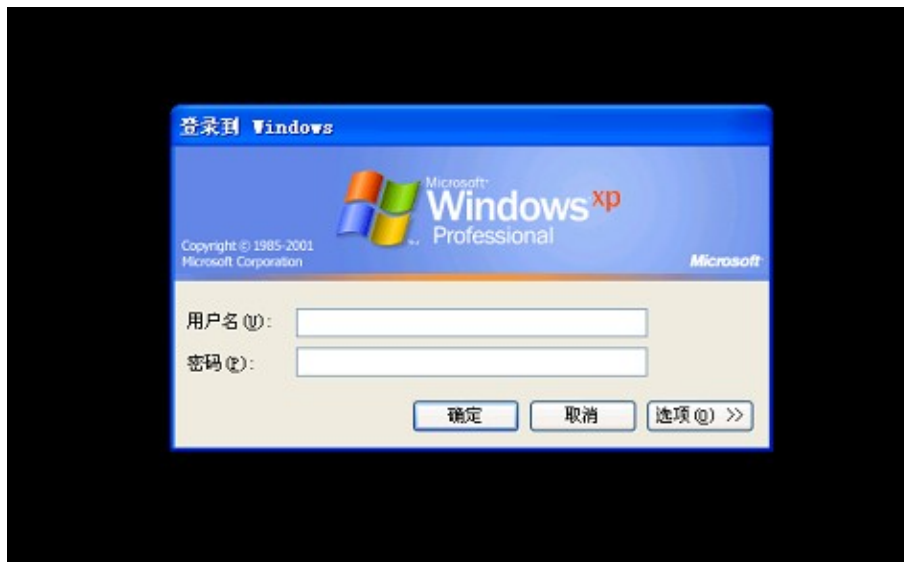 登录到 Windows
Microsoft
Windows xp
Professional
Copyright © 1985-2001
Microsoft Corporation
Microsoft
用户名(U):
密码(P):
确定
取消
选项(O) >>